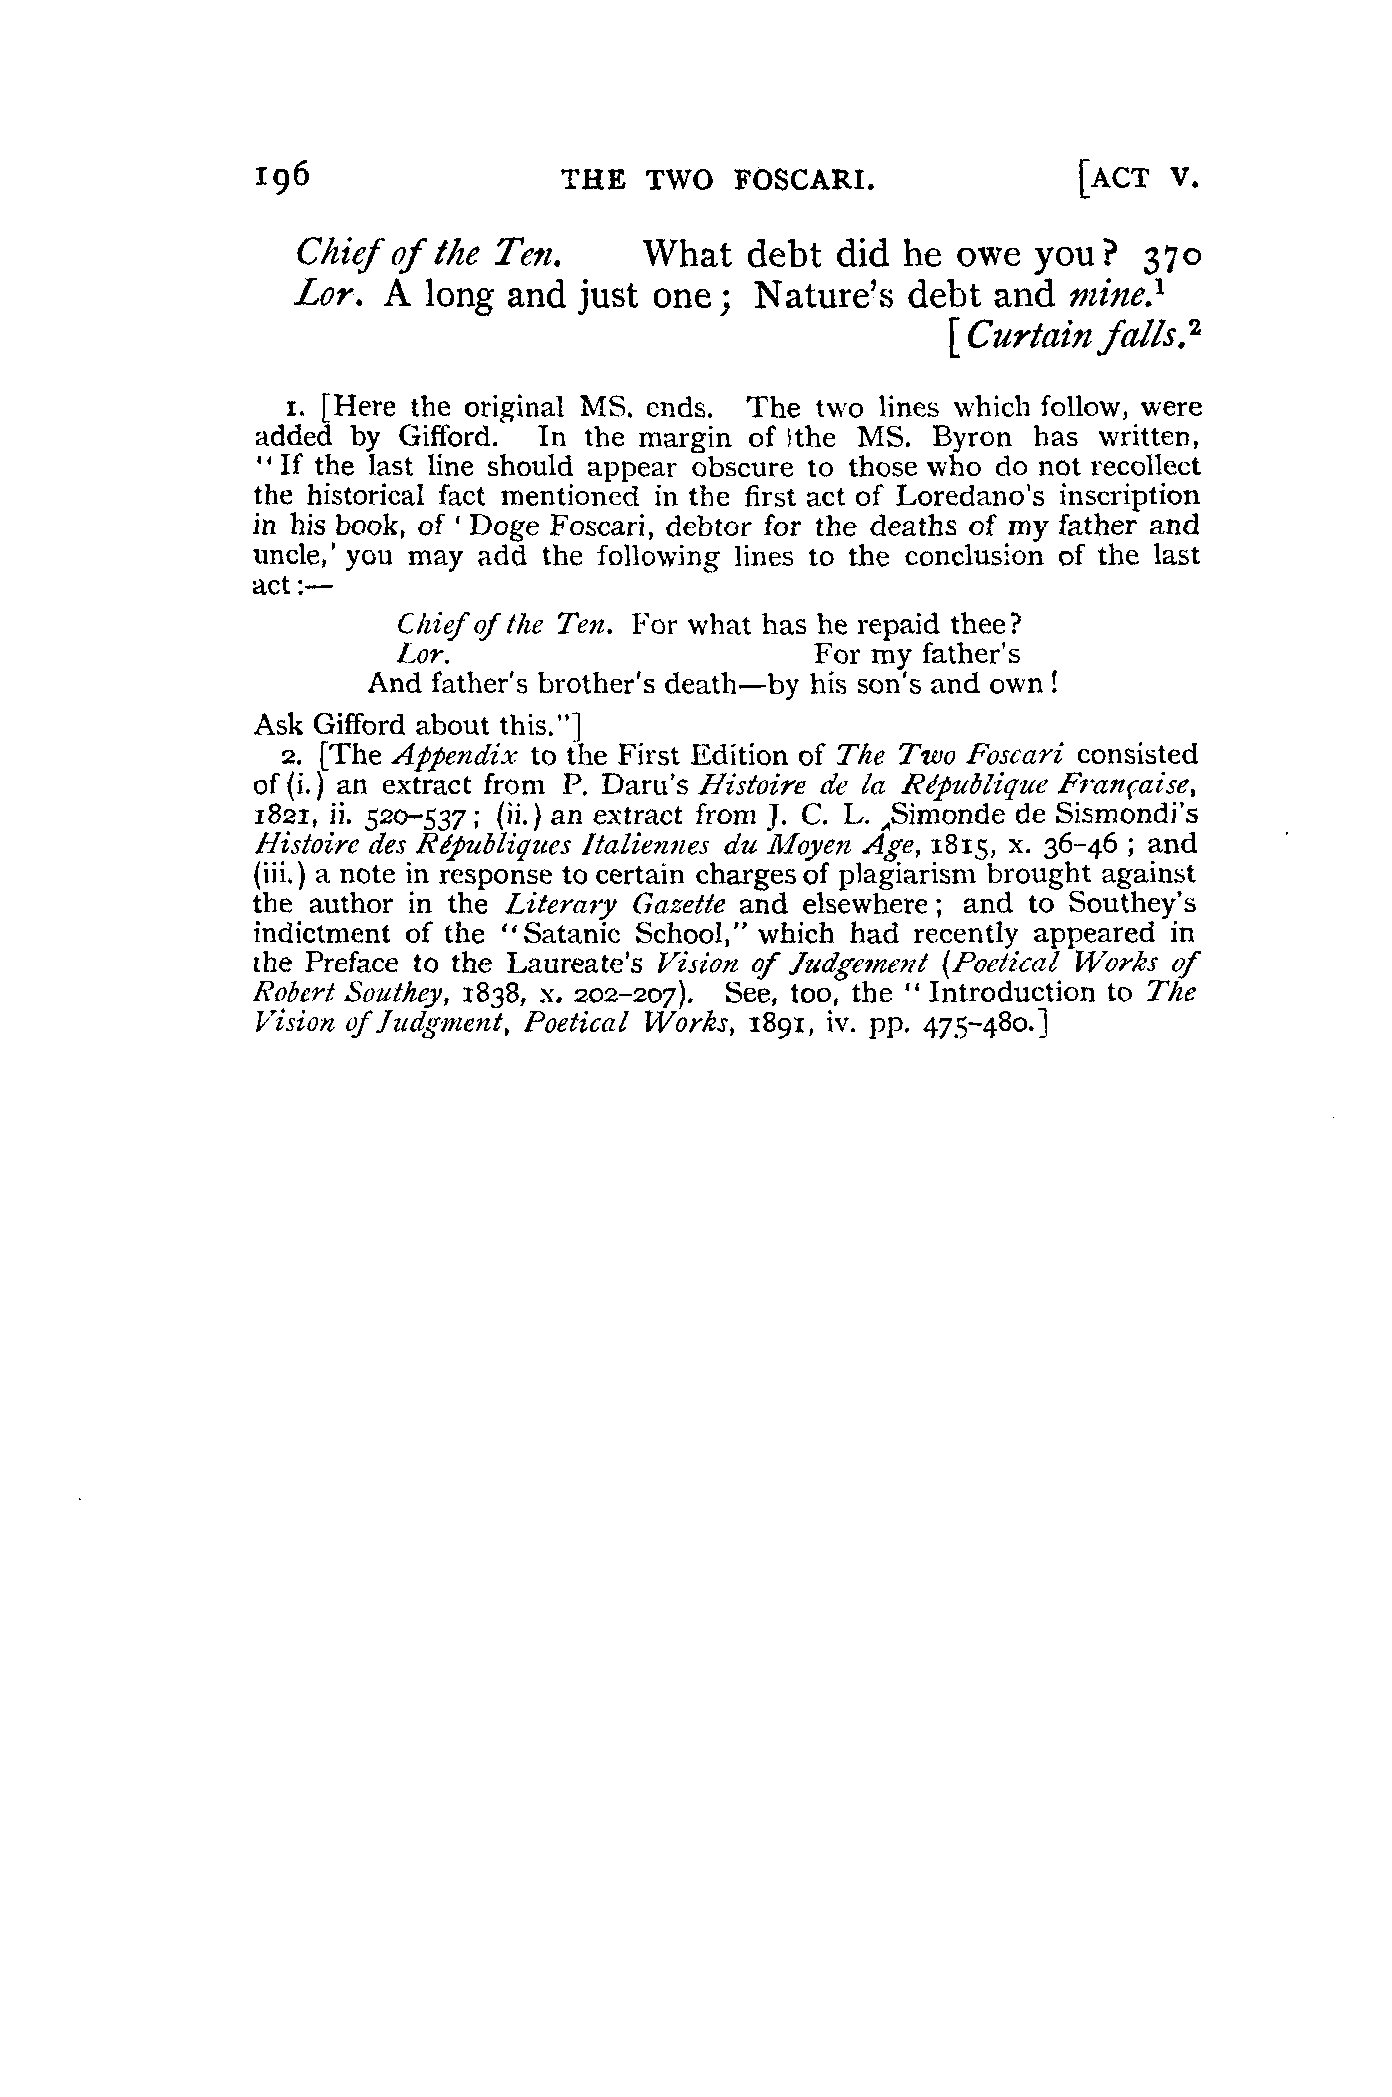 196 THE TWO FOSCARI. [ACT V.
Chief of the Ten. What debt did he owe you? 370
Lor. A long and just one; Nature's debt and mine.¹
[Curtain falls.²
1. [Here the original MS. ends. The two lines which follow, were
added by Gifford. In the margin of the MS. Byron has written,
"If the last line should appear obscure to those who do not recollect
the historical fact mentioned in the first act of Loredano's inscription
in his book, of 'Doge Foscari, debtor for the deaths of my father and
uncle,' you may add the following lines to the conclusion of the last
act:—
Chief of the Ten. For what has he repaid thee?
Lor. For my father's
And father's brother's death—by his son's and own!
Ask Gifford about this."]
2. [The Appendix to the First Edition of The Two Foscari consisted
of (i.) an extract from P. Daru's Histoire de la République Française,
1821, ii. 520-537; (ii.) an extract from J. C. L. Simonde de Sismondi's
Histoire des Républiques Italiennes du Moyen Âge, 1815, x. 36-46; and
(iii.) a note in response to certain charges of plagiarism brought against
the author in the Literary Gazette and elsewhere; and to Southey's
indictment of the "Satanic School," which had recently appeared in
the Preface to the Laureate's Vision of Judgement (Poetical Works of
Robert Southey, 1838, x. 202-207). See, too, the "Introduction to The
Vision of Judgment, Poetical Works, 1891, iv. pp. 475-480.]